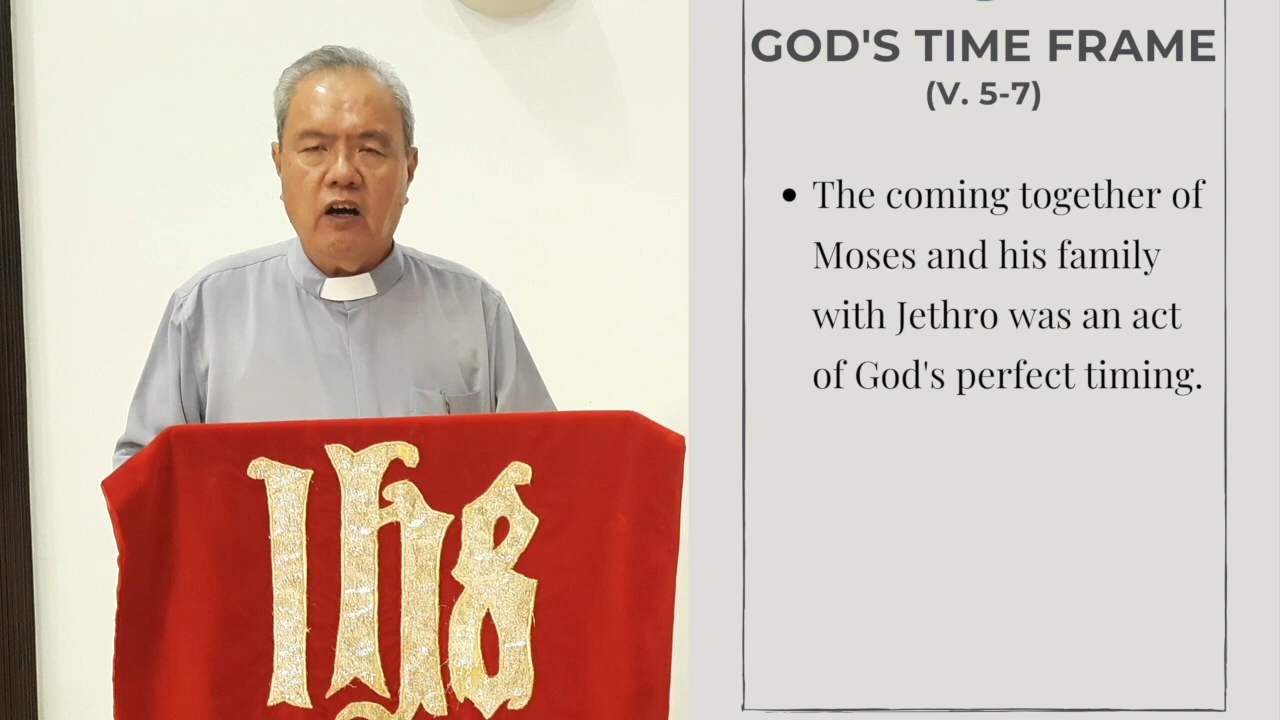 GOD'S TIME FRAME
(V. 5-7)
• The coming together of
Moses and his family
with Jethro was an act
of God's perfect timing.
IHS